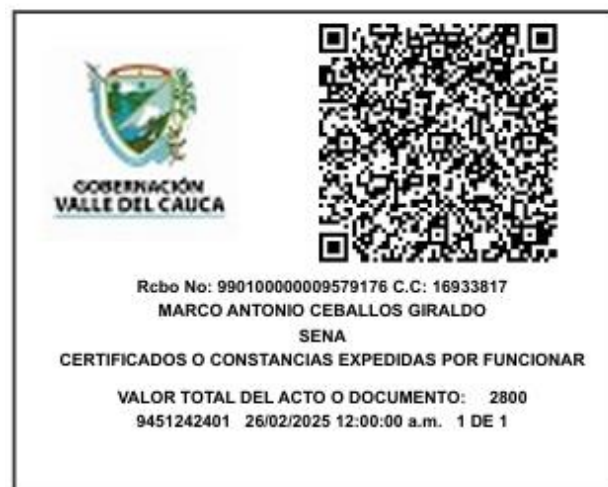 GOBERNACIÓN
VALLE DEL CAUCA
Rcbo No: 990100000009579176 C.C: 16933817
MARCO ANTONIO CEBALLOS GIRALDO
SENA
CERTIFICADOS O CONSTANCIAS EXPEDIDAS POR FUNCIONAR
VALOR TOTAL DEL ACTO O DOCUMENTO: 2800
9451242401 26/02/2025 12:00:00 a.m. 1 DE 1